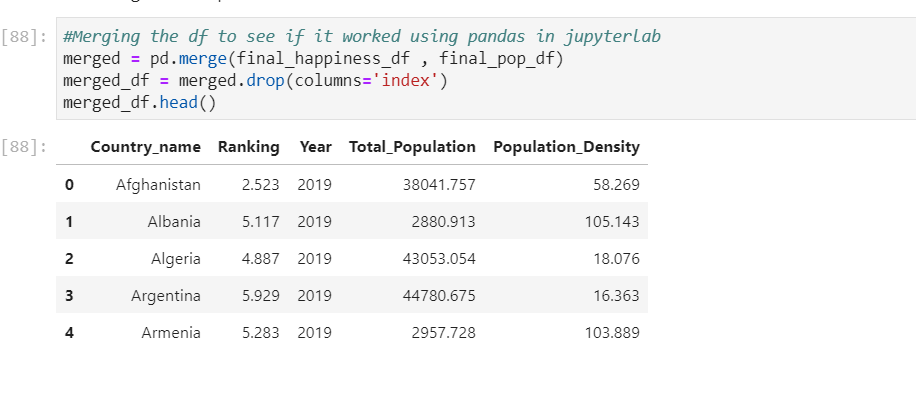 [88]: #Merging the df to see if it worked using pandas in jupyterlab
merged = pd.merge(final_happiness_df , final_pop_df)
merged_df = merged.drop(columns='index')
merged_df.head()
[88]: Country_name Ranking Year Total_Population Population_Density
0 Afghanistan 2.523 2019 38041.757 58.269
1 Albania 5.117 2019 2880.913 105.143
2 Algeria 4.887 2019 43053.054 18.076
3 Argentina 5.929 2019 44780.675 16.363
4 Armenia 5.283 2019 2957.728 103.889